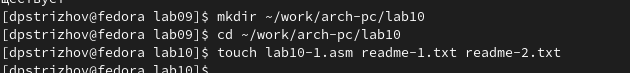 ществует
[dpstrizhov@fedora lab09]$ mkdir ~/work/arch-pc/lab10
[dpstrizhov@fedora lab09]$ cd ~/work/arch-pc/lab10
[dpstrizhov@fedora lab10]$ touch lab10-1.asm readme-1.txt readme-2.txt
[dpstrizhov@fedora lab10]$